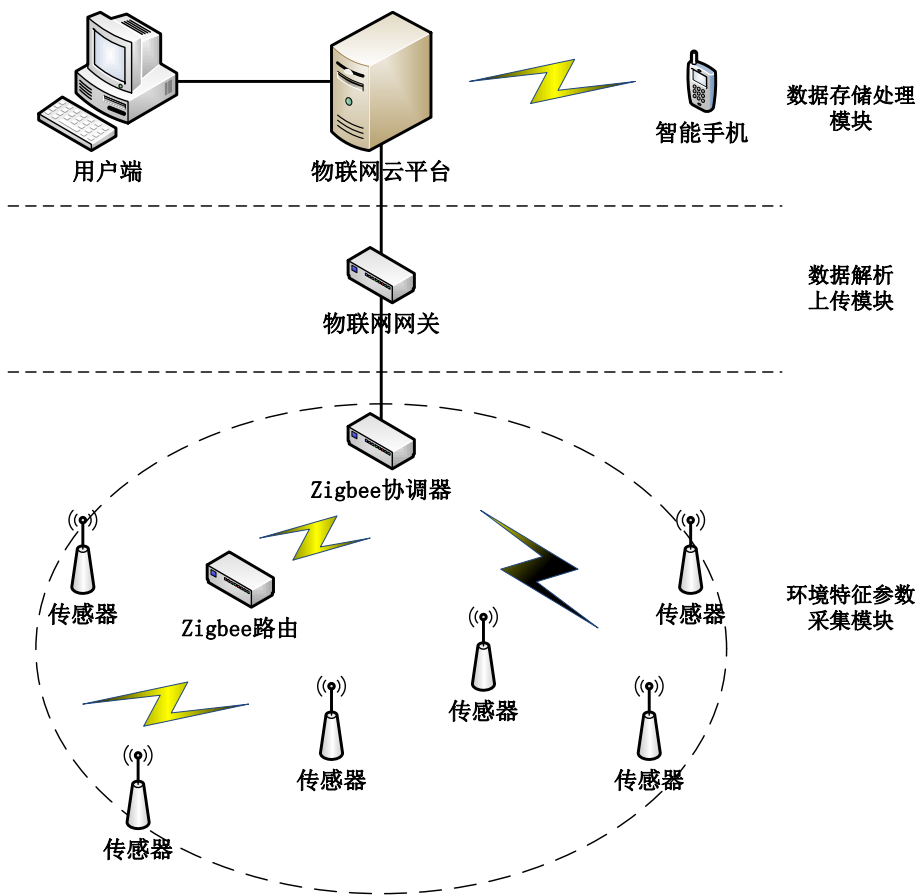 用户端
物联网云平台
智能手机
数据存储处理
模块
物联网网关
数据解析
上传模块
Zigbee协调器
传感器
Zigbee路由
传感器
传感器
环境特征参数
采集模块
传感器
传感器
传感器